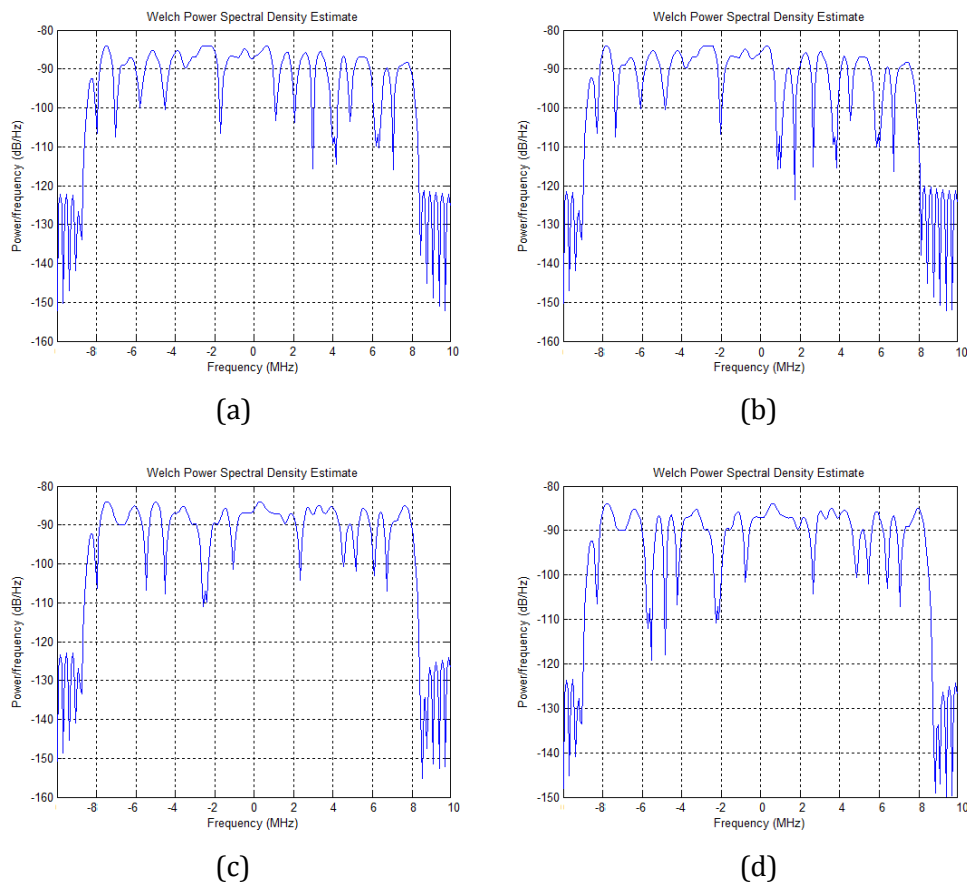 Welch Power Spectral Density Estimate
Power/frequency (dB/Hz)
-80
-90
-100
-110
-120
-130
-140
-150
-160
-8 -6 -4 -2 0 2 4 6 8 10
Frequency (MHz)
(a)
Welch Power Spectral Density Estimate
Power/frequency (dB/Hz)
-80
-90
-100
-110
-120
-130
-140
-150
-160
-8 -6 -4 -2 0 2 4 6 8 10
Frequency (MHz)
(b)
Welch Power Spectral Density Estimate
Power/frequency (dB/Hz)
-80
-90
-100
-110
-120
-130
-140
-150
-160
-8 -6 -4 -2 0 2 4 6 8 10
Frequency (MHz)
(c)
Welch Power Spectral Density Estimate
Power/frequency (dB/Hz)
-80
-90
-100
-110
-120
-130
-140
-150
-8 -6 -4 -2 0 2 4 6 8 10
Frequency (MHz)
(d)